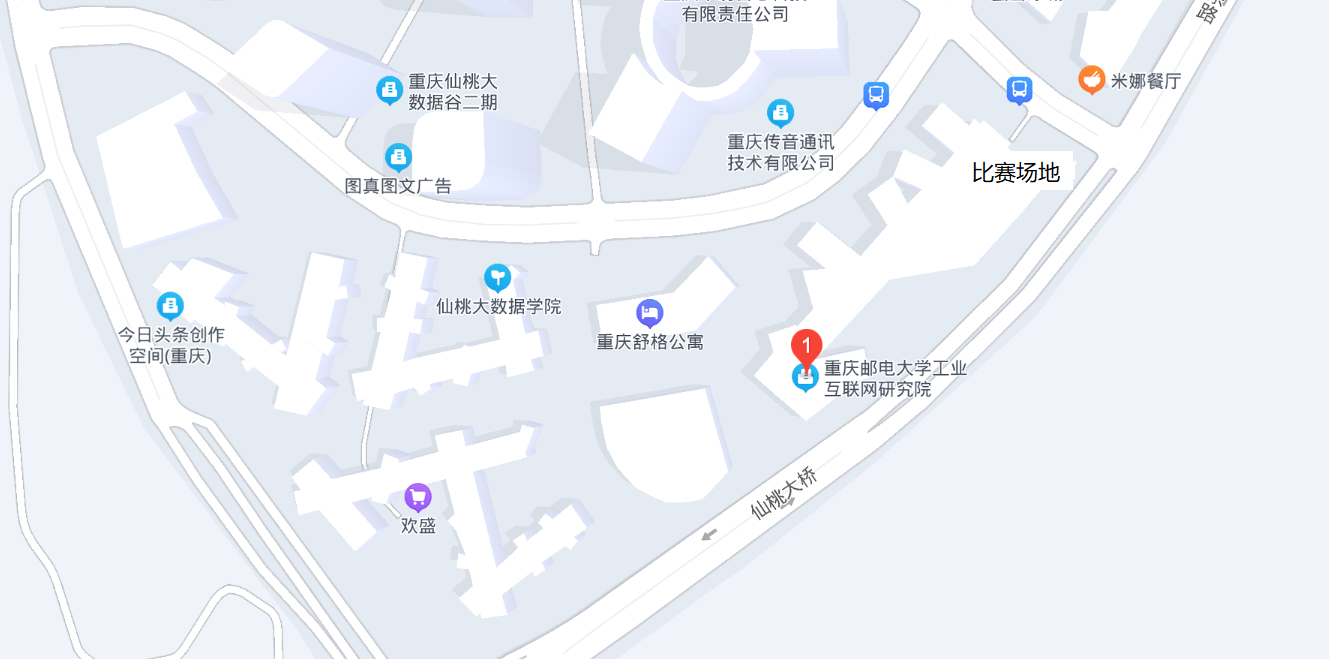 有限责任公司
路
重庆仙桃大
数据谷二期
米娜餐厅
重庆传音通讯
技术有限公司
图真图文广告
比赛场地
仙桃大数据学院
今日头条创作
空间(重庆)
重庆舒格公寓
1
重庆邮电大学工业
互联网研究院
仙桃大桥
欢盛